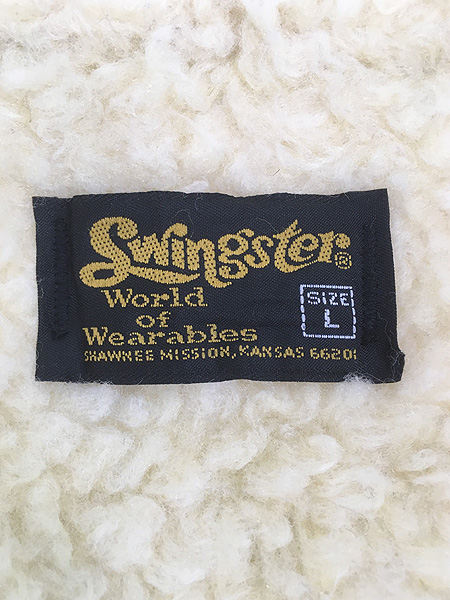 Swingster®
World
of
Wearables
SHAWNEE MISSION, KANSAS 66201
SIZE
L